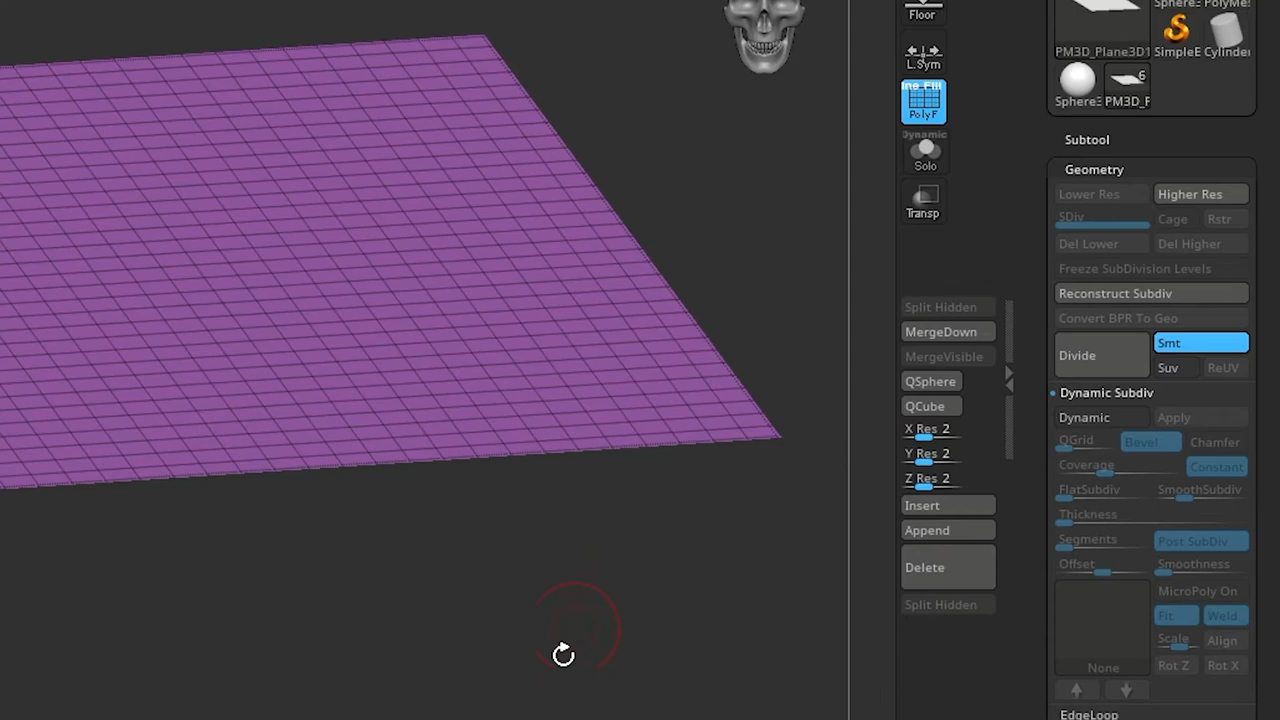 Floor
L.Sym
Line Fill
PolyF
Dynamic
Solo
Transp
Split Hidden
MergeDown
MergeVisible
QSphere
QCube
X Res 2
Y Res 2
Z Res 2
Insert
Append
Delete
Split Hidden
PM3D_Plane3D1
SimpleE
Cylinder
6
Sphere3
PM3D_F
Subtool
Geometry
Lower Res
Higher Res
SDiv
Cage
Rstr
Del Lower
Del Higher
Freeze SubDivision Levels
Reconstruct Subdiv
Convert BPR To Geo
Divide
Smt
Suv
ReUV
Dynamic Subdiv
Dynamic
Apply
QGrid
Bevel
Chamfer
Coverage
Constant
FlatSubdiv
SmoothSubdiv
Thickness
Segments
Post SubDiv
Offset
Smoothness
MicroPoly On
Fit
Weld
Scale
Align
None
Rot Z
Rot X
EdgeLoop